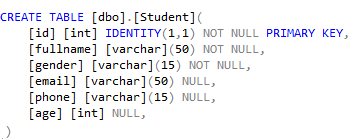 CREATE TABLE [dbo].[Student](
[id] [int] IDENTITY(1,1) NOT NULL PRIMARY KEY,
[fullname] [varchar](50) NOT NULL,
[gender] [varchar](15) NOT NULL,
[email] [varchar](50) NULL,
[phone] [varchar](15) NULL,
[age] [int] NULL,
)